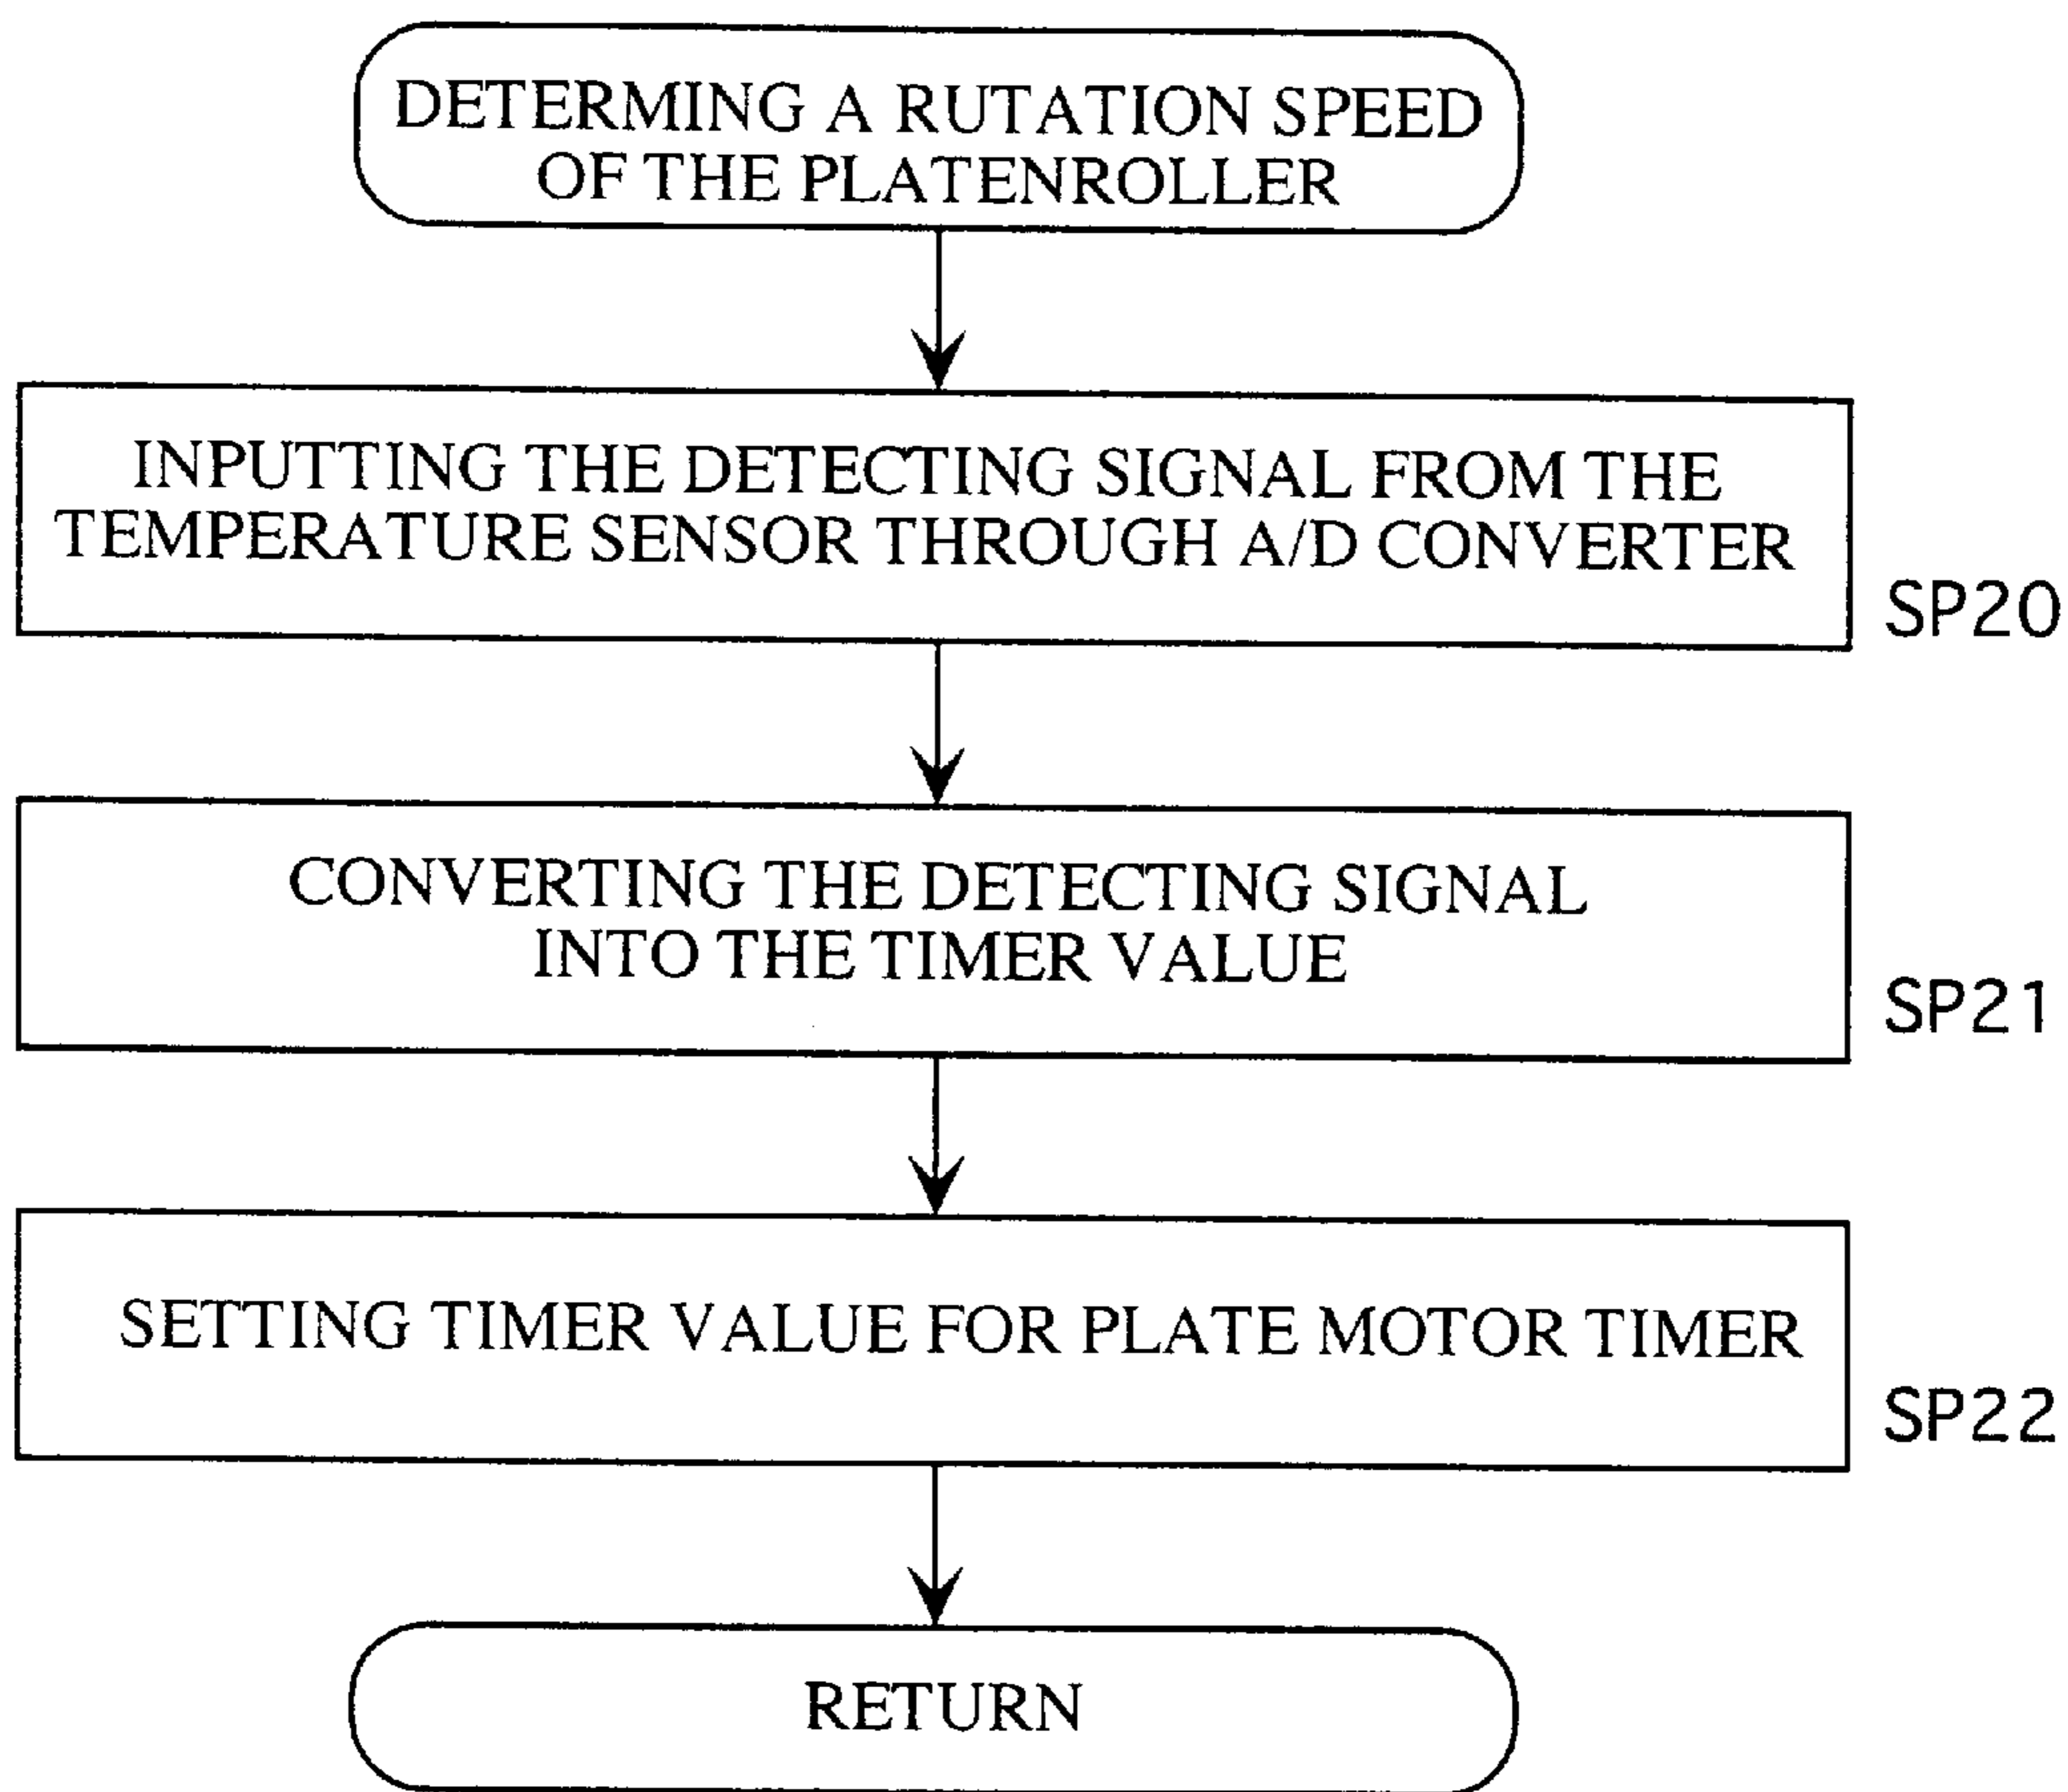 DETERMING A RUTATION SPEED
OF THE PLATENROLLER
INPUTTING THE DETECTING SIGNAL FROM THE
TEMPERATURE SENSOR THROUGH A/D CONVERTER
SP20
CONVERTING THE DETECTING SIGNAL
INTO THE TIMER VALUE
SP21
SETTING TIMER VALUE FOR PLATE MOTOR TIMER
SP22
RETURN